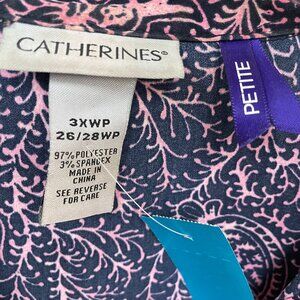 CATHERINES®
PETITE
3XWP
26/28WP
97% POLYESTER
3% SPANDEX
MADE IN
CHINA
SEE REVERSE
FOR CARE